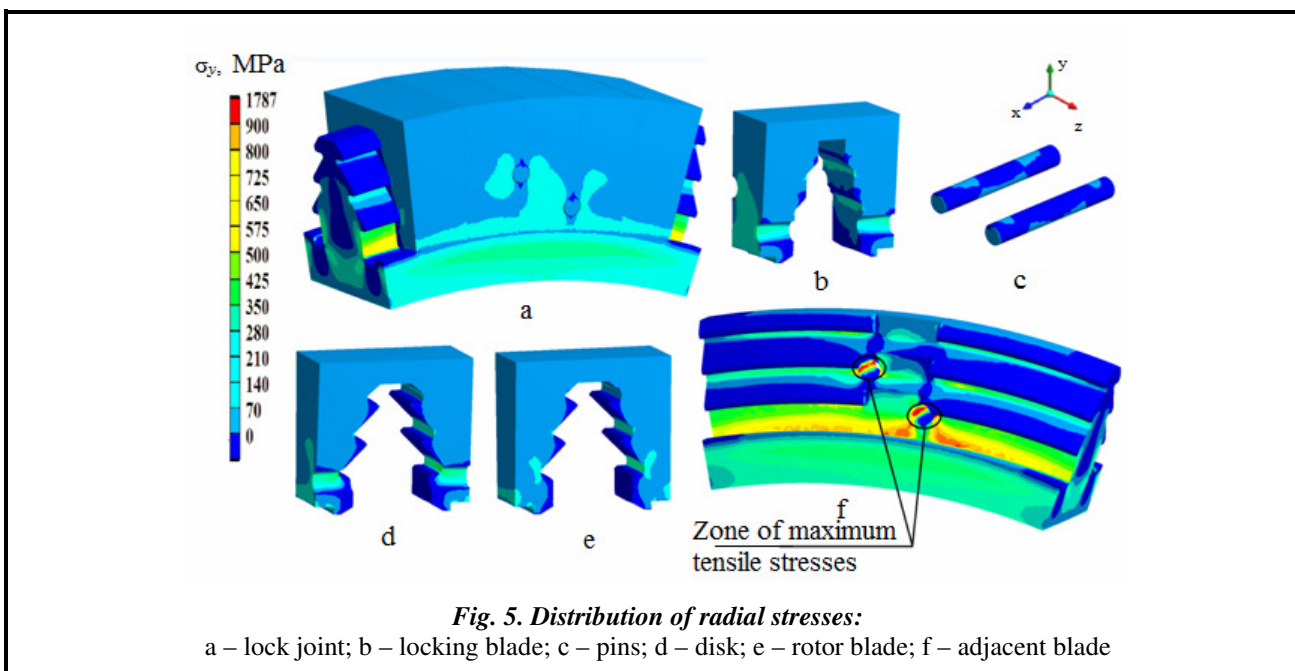 σy, MPa
1787
900
800
725
650
575
500
425
350
280
210
140
70
0
y
x
z
a
b
c
d
e
f
Zone of maximum
tensile stresses
Fig. 5. Distribution of radial stresses:
a – lock joint; b – locking blade; c – pins; d – disk; e – rotor blade; f – adjacent blade